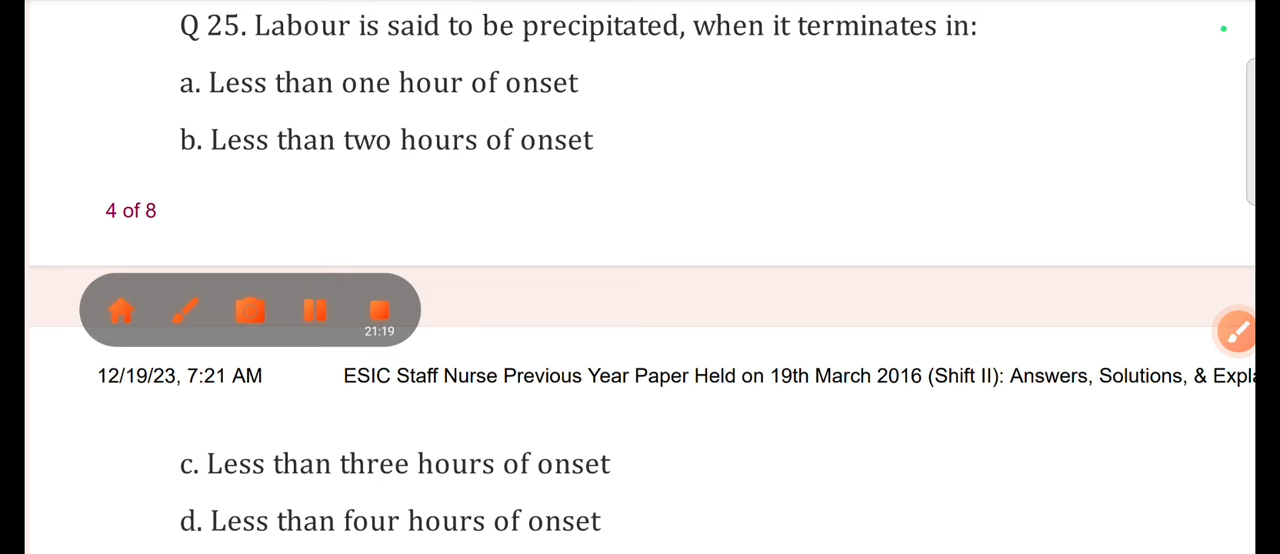 Q 25. Labour is said to be precipitated, when it terminates in:
a. Less than one hour of onset
b. Less than two hours of onset
4 of 8
21:19
12/19/23, 7:21 AM ESIC Staff Nurse Previous Year Paper Held on 19th March 2016 (Shift II): Answers, Solutions, & Expla
c. Less than three hours of onset
d. Less than four hours of onset